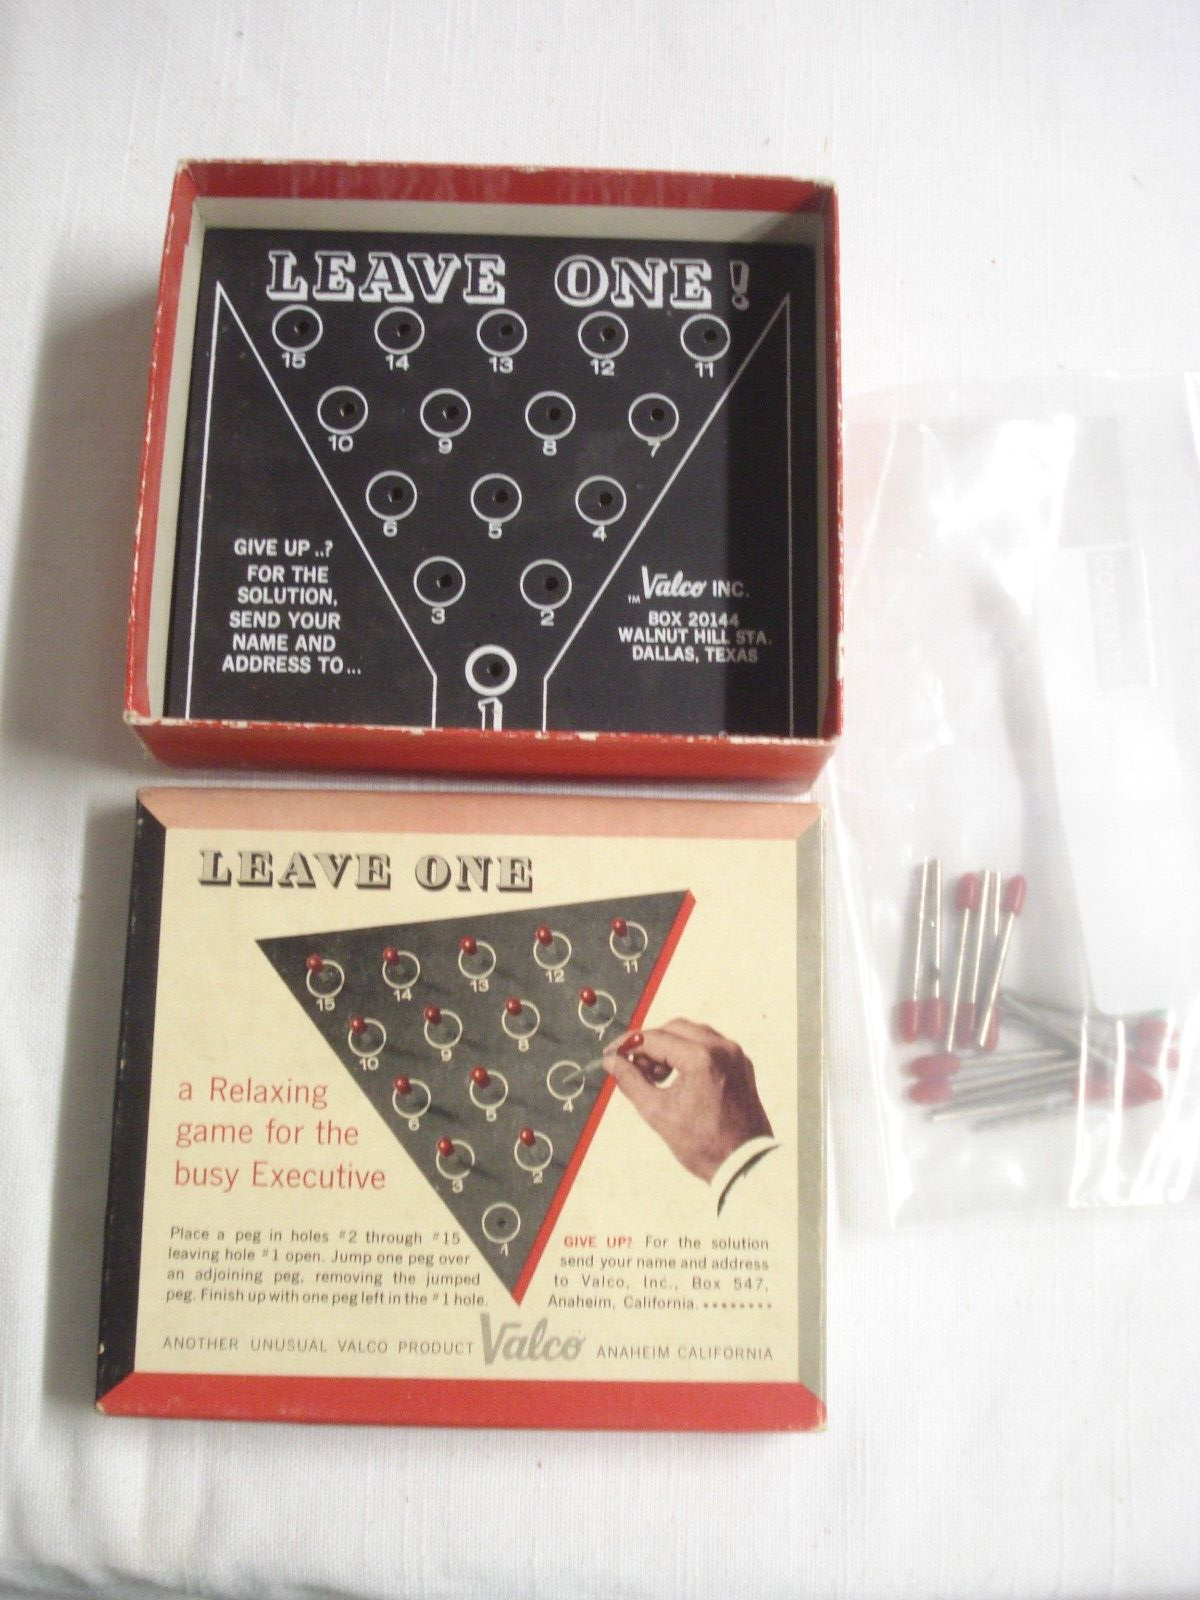 LEAVE ONE!
15 14 13 12 11
10 9 8 7
6 5 4
3 2
1
GIVE UP..?
FOR THE
SOLUTION,
SEND YOUR
NAME AND
ADDRESS TO...
TM Valco INC.
BOX 20144
WALNUT HILL STA.
DALLAS, TEXAS
LEAVE ONE
15 14 13 12 11
10 9 8 7
6 5 4
3 2
1
a Relaxing
game for the
busy Executive
Place a peg in holes #2 through #15
leaving hole #1 open. Jump one peg over
an adjoining peg, removing the jumped
peg. Finish up with one peg left in the #1 hole.
GIVE UP? For the solution
send your name and address
to Valco, Inc., Box 547,
Anaheim, California.........
ANOTHER UNUSUAL VALCO PRODUCT Valco ANAHEIM CALIFORNIA